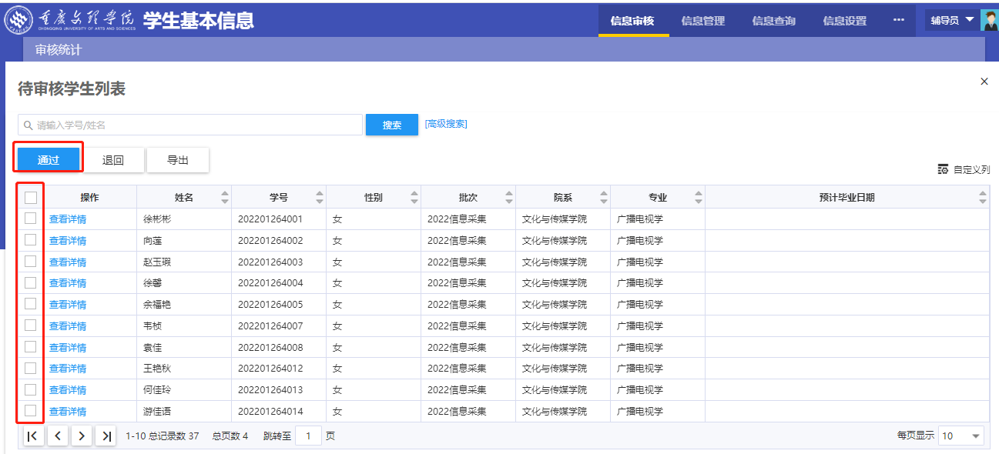 重庆文理学院 学生基本信息 信息审核 信息管理 信息查询 信息设置 ··· 辅导员
CHONGQING UNIVERSITY OF ARTS AND SCIENCES
审核统计
待审核学生列表
请输入学号/姓名 搜索 [高级搜索]
通过 退回 导出
自定义列
操作 姓名 学号 性别 批次 院系 专业 预计毕业日期
查看详情 徐彬彬 202201264001 女 2022信息采集 文化与传媒学院 广播电视学
查看详情 向莲 202201264002 女 2022信息采集 文化与传媒学院 广播电视学
查看详情 赵玉瑕 202201264003 女 2022信息采集 文化与传媒学院 广播电视学
查看详情 徐馨 202201264004 女 2022信息采集 文化与传媒学院 广播电视学
查看详情 余福艳 202201264005 女 2022信息采集 文化与传媒学院 广播电视学
查看详情 韦桢 202201264007 女 2022信息采集 文化与传媒学院 广播电视学
查看详情 袁佳 202201264008 女 2022信息采集 文化与传媒学院 广播电视学
查看详情 王艳秋 202201264012 女 2022信息采集 文化与传媒学院 广播电视学
查看详情 何佳玲 202201264013 女 2022信息采集 文化与传媒学院 广播电视学
查看详情 游佳语 202201264014 女 2022信息采集 文化与传媒学院 广播电视学
1-10 总记录数 37 总页数 4 跳转至 1 页 每页显示 10